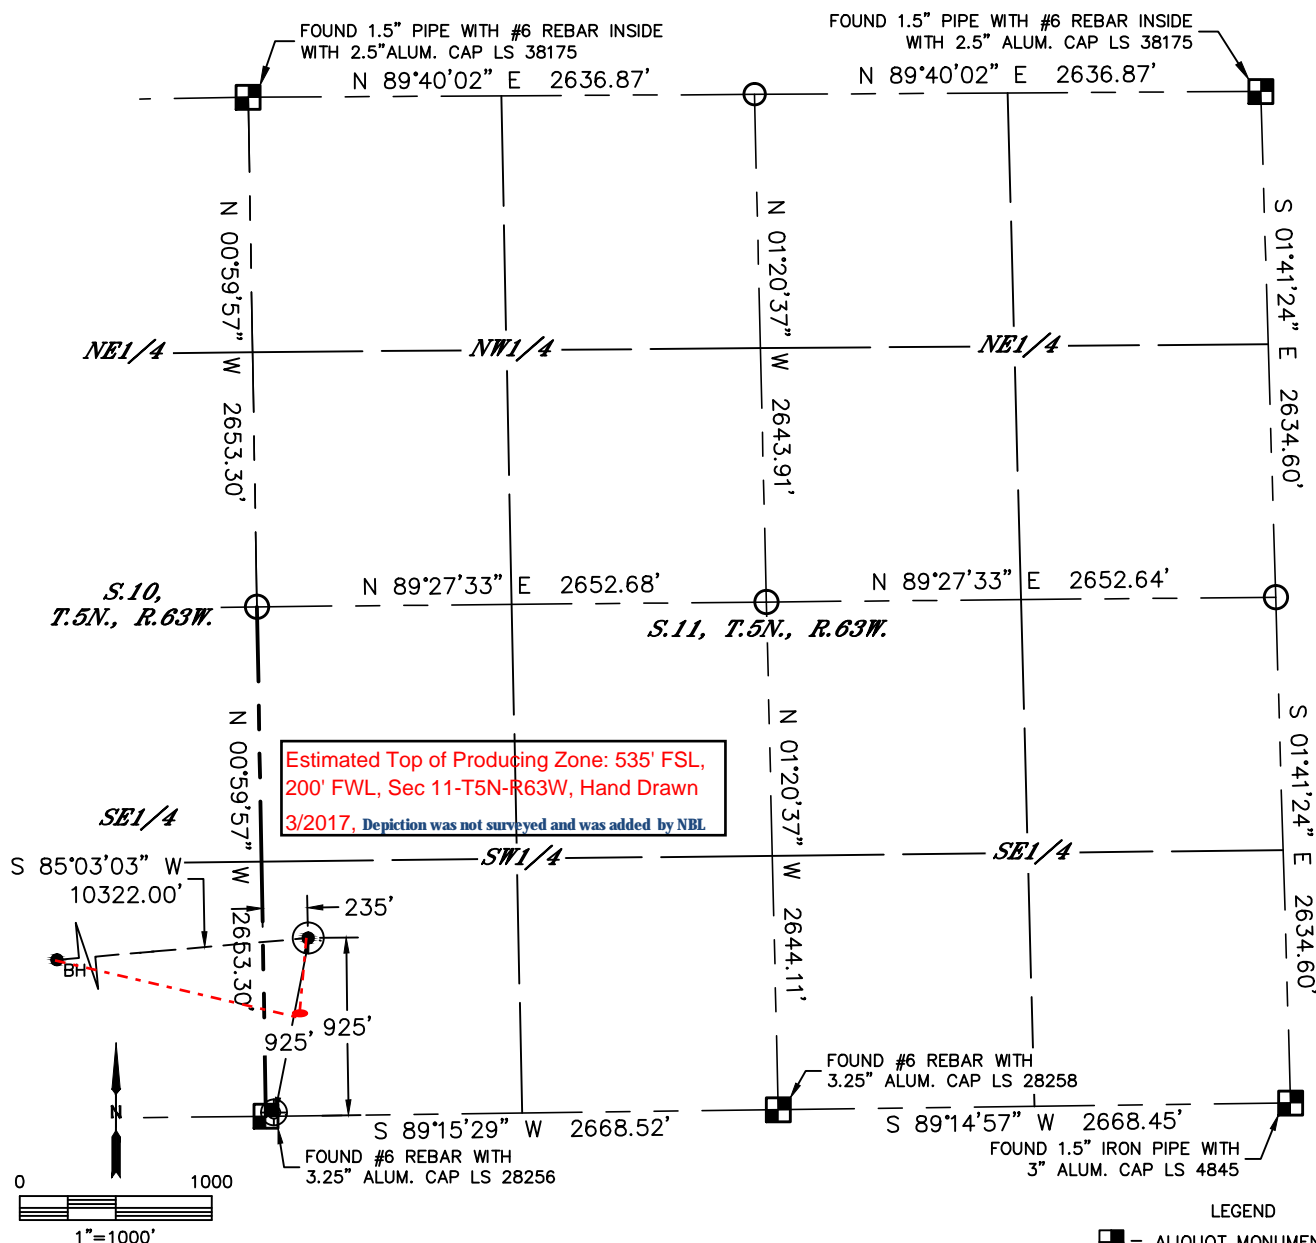 FOUND 1.5" PIPE WITH #6 REBAR INSIDE
WITH 2.5"ALUM. CAP LS 38175
FOUND 1.5" PIPE WITH #6 REBAR INSIDE
WITH 2.5" ALUM. CAP LS 38175
N 89°40'02" E 2636.87'
N 89°40'02" E 2636.87'
N 00°59'57" W 2653.30'
N 01°20'37" W 2643.91'
S 01°41'24" E 2634.60'
NE1/4
NW1/4
NE1/4
S.10,
T.5N., R.63W.
N 89°27'33" E 2652.68'
N 89°27'33" E 2652.64'
S.11, T.5N., R.63W.
N 00°59'57" W 2653.30'
N 01°20'37" W 2644.11'
S 01°41'24" E 2634.60'
Estimated Top of Producing Zone: 535' FSL,
200' FWL, Sec 11-T5N-R63W, Hand Drawn
3/2017, Depiction was not surveyed and was added by NBL
SE1/4
SW1/4
SE1/4
S 85°03'03" W
10322.00'
235'
BH
925'
925'
N
FOUND #6 REBAR WITH
3.25" ALUM. CAP LS 28258
S 89°15'29" W 2668.52'
S 89°14'57" W 2668.45'
FOUND #6 REBAR WITH
3.25" ALUM. CAP LS 28256
FOUND 1.5" IRON PIPE WITH
3" ALUM. CAP LS 4845
0 1000
1"=1000'
LEGEND
= ALIQUOT MONUMEN